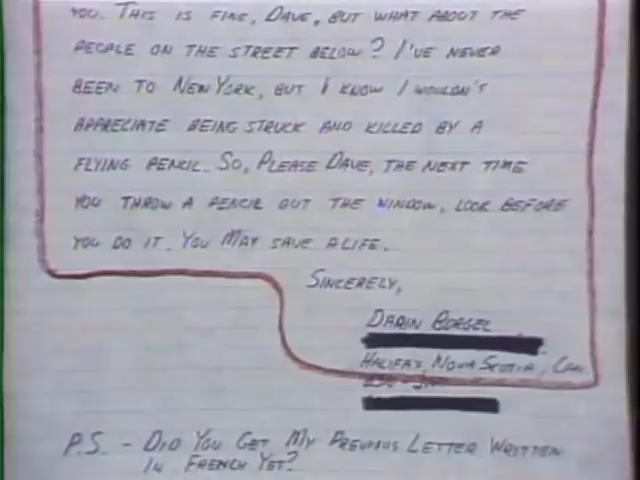 YOU. THIS IS FINE, DAVE, BUT WHAT ABOUT THE
PEOPLE ON THE STREET BELOW? I'VE NEVER
BEEN TO NEW YORK, BUT I KNOW I WOULDN'T
APPRECIATE BEING STRUCK AND KILLED BY A
FLYING PENCIL. SO, PLEASE DAVE, THE NEXT TIME
YOU THROW A PENCIL OUT THE WINDOW, LOOK BEFORE
YOU DO IT. YOU MAY SAVE A LIFE.
SINCERELY,
DARIN
HALIFAX NOVA SCOTIA, CAN.
P.S. - DID YOU GET MY PREVIOUS LETTER WRITTEN
IN FRENCH YET?